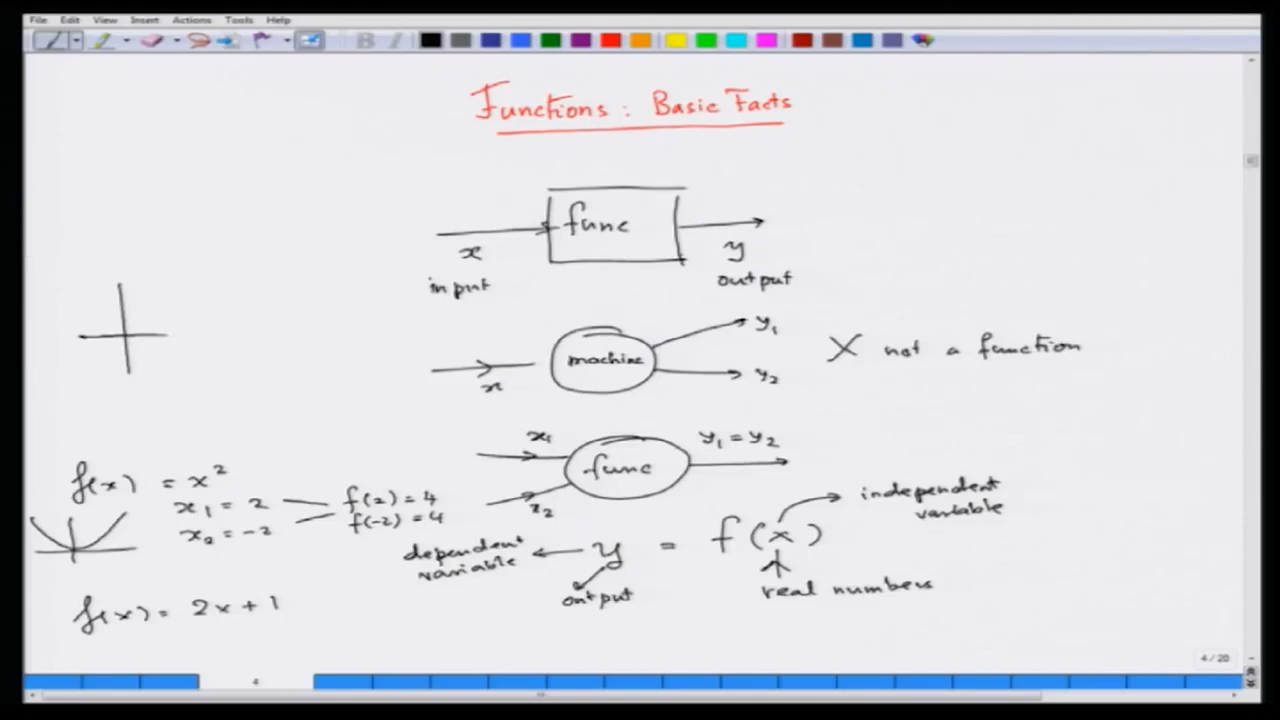 File Edit View Insert Actions Tools Help
Functions : Basic Facts
func
x
y
input
output
machine
x
y₁
y₂
X not a function
x₁
x₂
func
y₁ = y₂
f(x) = x²
x₁ = 2
x₂ = -2
f(2) = 4
f(-2) = 4
dependent
variable
y = f(x)
independent
variable
output
real numbers
f(x) = 2x + 1
4 / 20
4